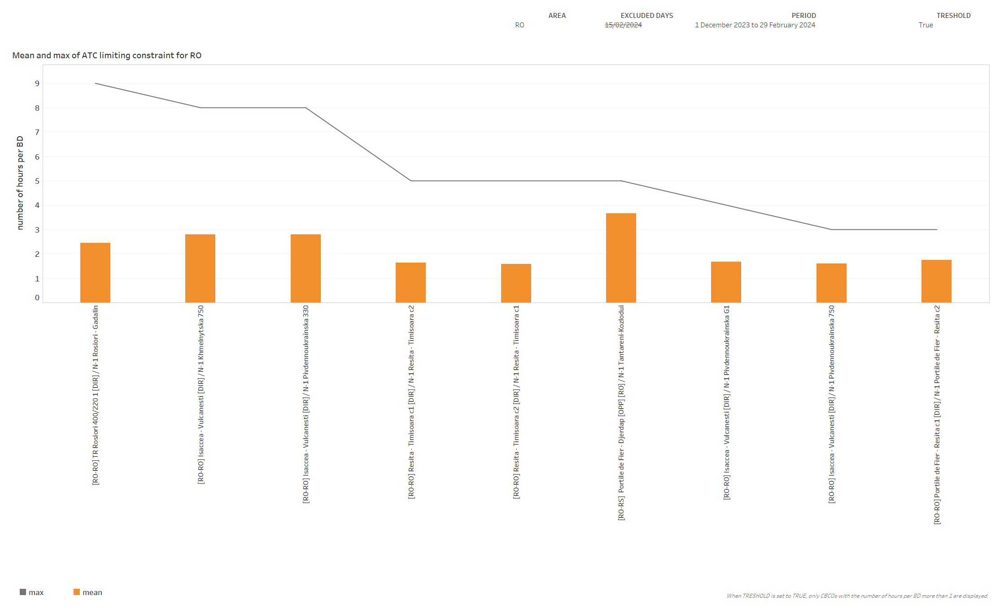 AREA EXCLUDED DAYS PERIOD TRESHOLD
RO 15/02/2024 1 December 2023 to 29 February 2024 True
Mean and max of ATC limiting constraint for RO
number of hours per BD
9
8
7
6
5
4
3
2
1
0
[RO-RO] TR Rosiori 400/220 1 [DIR] / N-1 Rosiori - Gadalin
[RO-RO] Isaccea - Vulcanesti [DIR] / N-1 Khmelnytska 750
[RO-RO] Isaccea - Vulcanesti [DIR] / N-1 Pivdennoukrainska 330
[RO-RO] Resita - Timisoara c1 [DIR] / N-1 Resita - Timisoara c2
[RO-RO] Resita - Timisoara c2 [DIR] / N-1 Resita - Timisoara c1
[RO-RS] Portile de Fier - Djerdap [OPP] [RO] / N-1 Tantareni-Kozlodui
[RO-RO] Isaccea - Vulcanesti [DIR] / N-1 Pivdennoukrainska G1
[RO-RO] Isaccea - Vulcanesti [DIR] / N-1 Pivdennoukrainska 750
[RO-RO] Portile de Fier - Resita c1 [DIR] / N-1 Portile de Fier - Resita c2
max mean
When TRESHOLD is set to TRUE, only CBCOs with the number of hours per BD more than 1 are displayed.